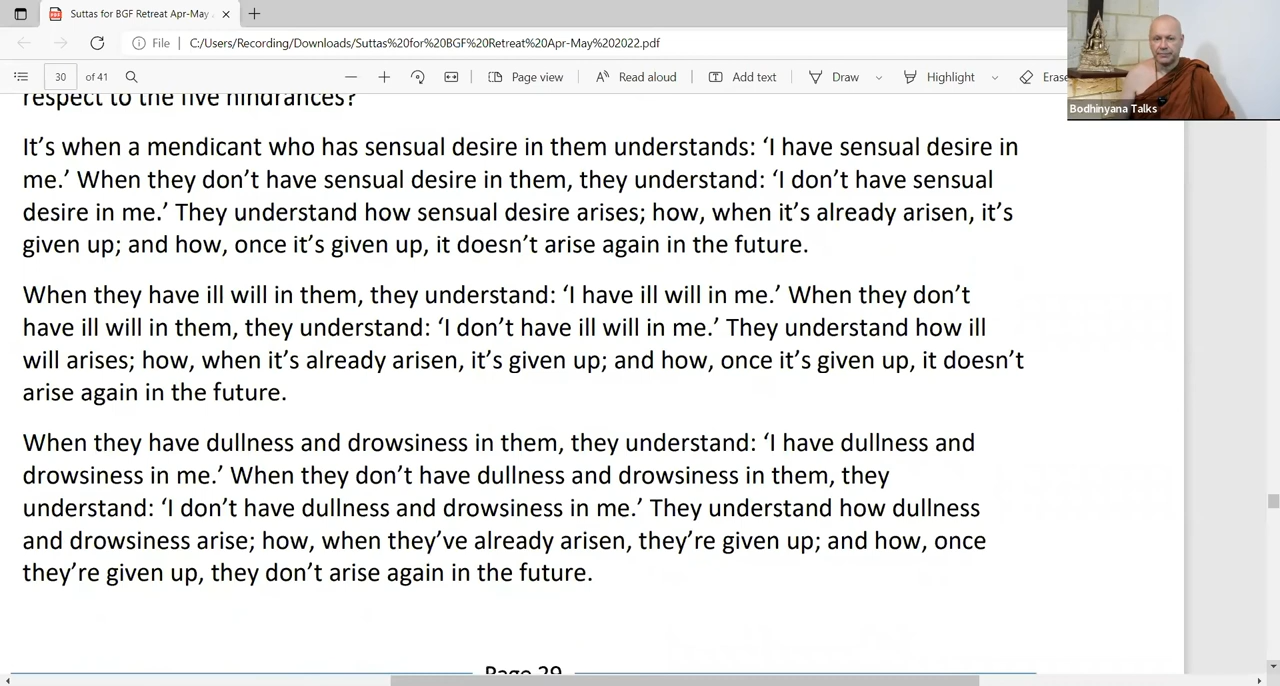 Suttas for BGF Retreat Apr-May
File C:/Users/Recording/Downloads/Suttas%20for%20BGF%20Retreat%20Apr-May%202022.pdf
30 of 41 Page view Read aloud Add text Draw Highlight Erase
Bodhinyana Talks
respect to the five hindrances?
It’s when a mendicant who has sensual desire in them understands: ‘I have sensual desire in
me.’ When they don’t have sensual desire in them, they understand: ‘I don’t have sensual
desire in me.’ They understand how sensual desire arises; how, when it’s already arisen, it’s
given up; and how, once it’s given up, it doesn’t arise again in the future.
When they have ill will in them, they understand: ‘I have ill will in me.’ When they don’t
have ill will in them, they understand: ‘I don’t have ill will in me.’ They understand how ill
will arises; how, when it’s already arisen, it’s given up; and how, once it’s given up, it doesn’t
arise again in the future.
When they have dullness and drowsiness in them, they understand: ‘I have dullness and
drowsiness in me.’ When they don’t have dullness and drowsiness in them, they
understand: ‘I don’t have dullness and drowsiness in me.’ They understand how dullness
and drowsiness arise; how, when they’ve already arisen, they’re given up; and how, once
they’re given up, they don’t arise again in the future.
Page 29